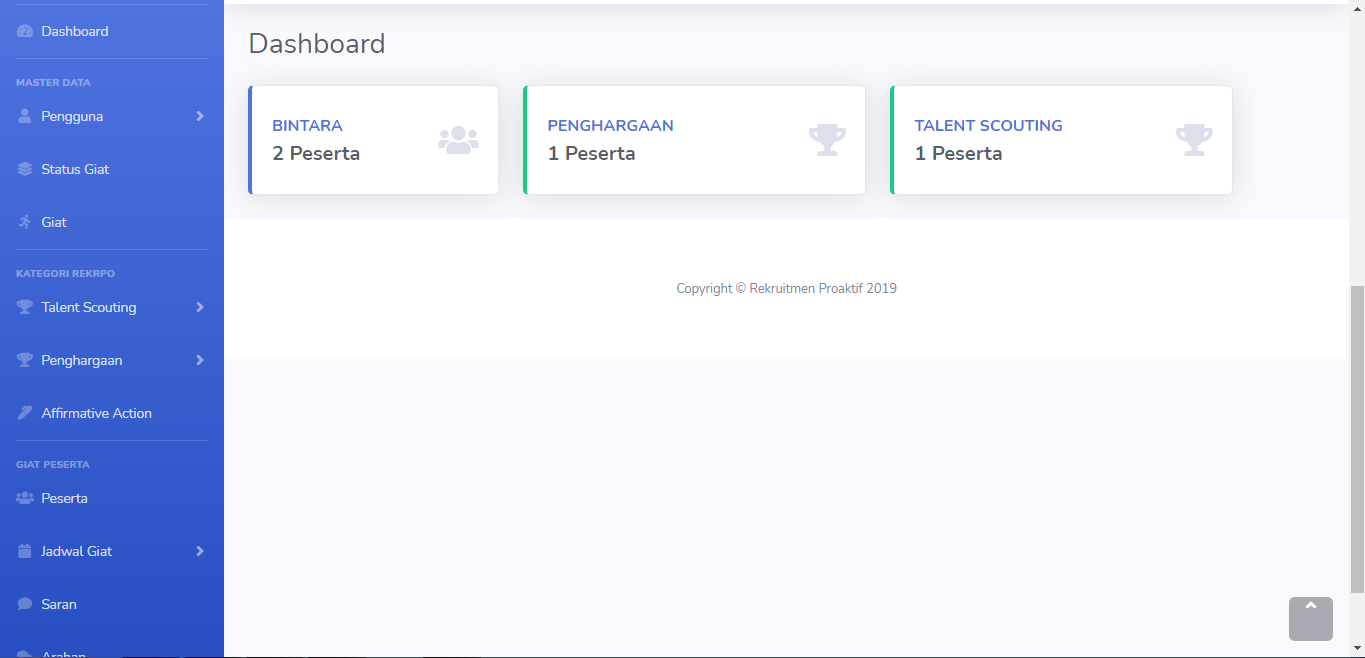 Dashboard
MASTER DATA
Pengguna
Status Giat
Giat
KATEGORI REKRPO
Talent Scouting
Penghargaan
Affirmative Action
GIAT PESERTA
Peserta
Jadwal Giat
Saran
Arahan
Dashboard
BINTARA
2 Peserta
PENGHARGAAN
1 Peserta
TALENT SCOUTING
1 Peserta
Copyright © Rekruitmen Proaktif 2019